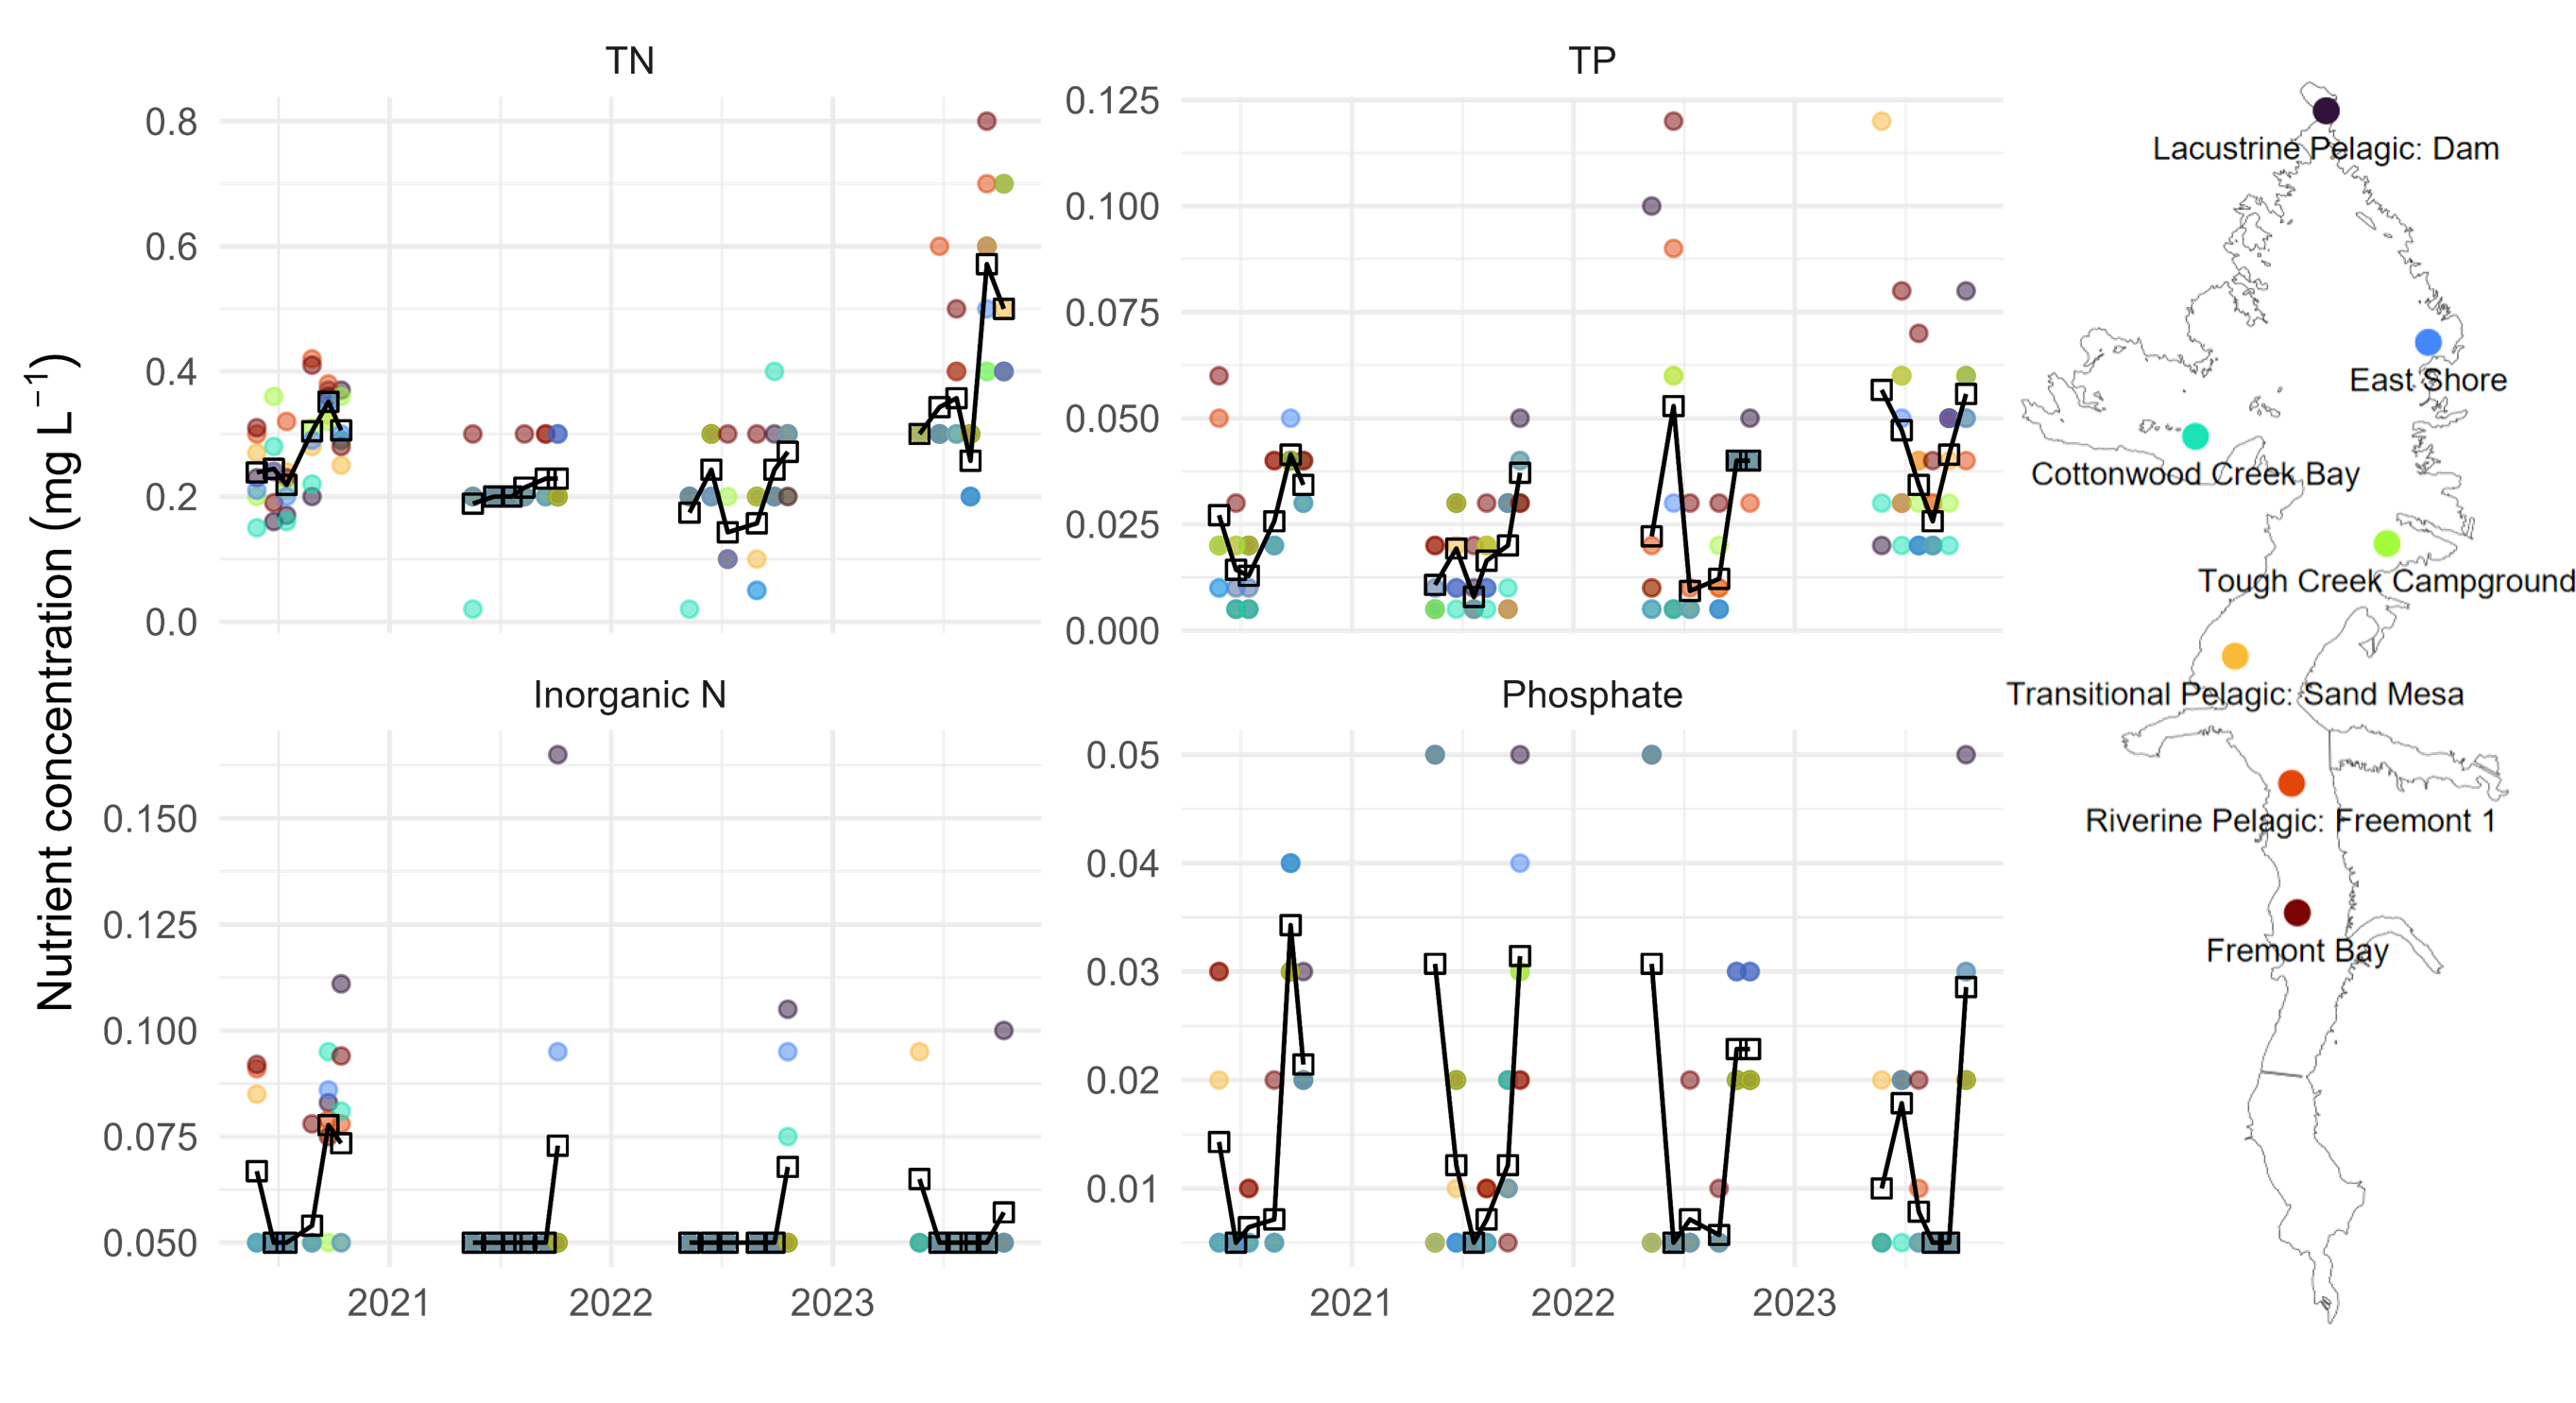 TN
TP
Nutrient concentration (mg L⁻¹)
0.8
0.6
0.4
0.2
0.0
0.125
0.100
0.075
0.050
0.025
0.000
Inorganic N
Phosphate
0.150
0.125
0.100
0.075
0.050
0.05
0.04
0.03
0.02
0.01
2021
2022
2023
2021
2022
2023
Lacustrine Pelagic: Dam
East Shore
Cottonwood Creek Bay
Tough Creek Campground
Transitional Pelagic: Sand Mesa
Riverine Pelagic: Freemont 1
Fremont Bay